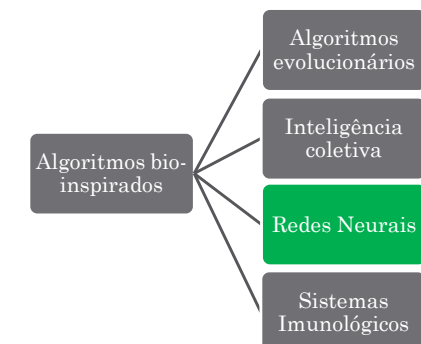 Algoritmos bio-
inspirados
Algoritmos
evolucionários
Inteligência
coletiva
Redes Neurais
Sistemas
Imunológicos